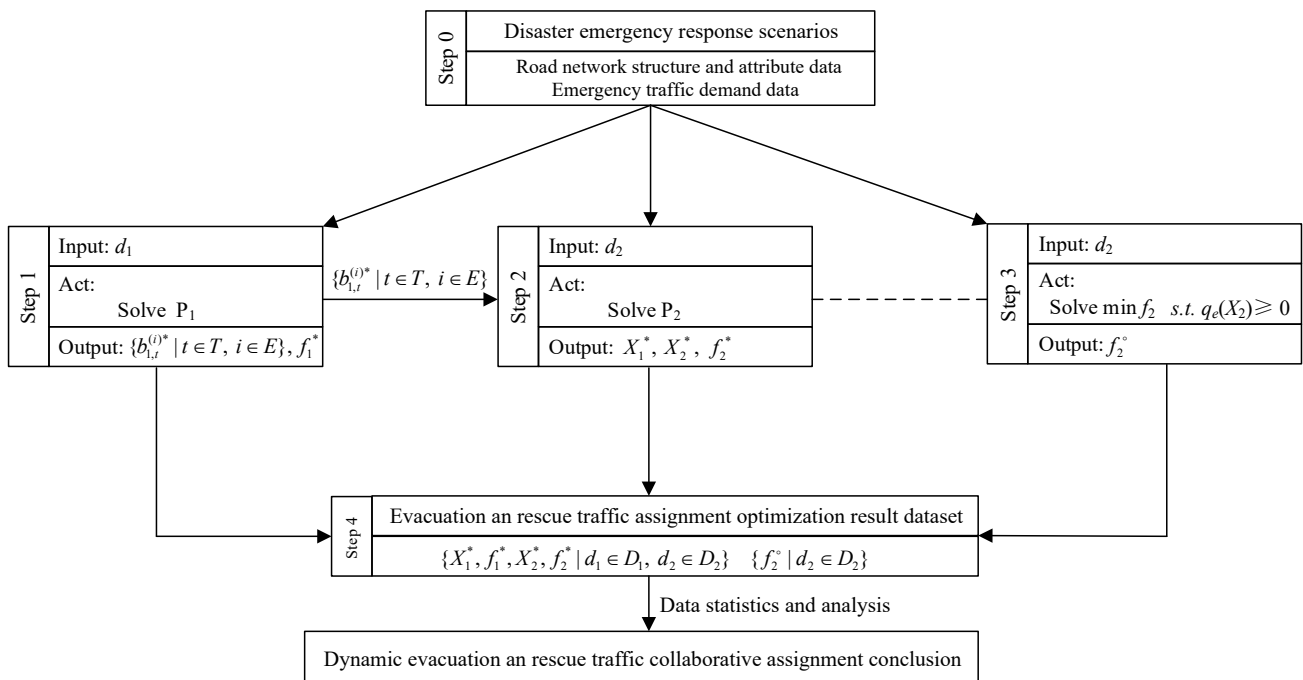 Step 0
Disaster emergency response scenarios
Road network structure and attribute data
Emergency traffic demand data
Step 1
Input: d₁
Act:
Solve P₁
Output: {b₁,ₜ⁽ⁱ⁾* | t ∈ T, i ∈ E}, f₁*
{b₁,ₜ⁽ⁱ⁾* | t ∈ T, i ∈ E}
Step 2
Input: d₂
Act:
Solve P₂
Output: X₁*, X₂*, f₂*
Step 3
Input: d₂
Act:
Solve min f₂ s.t. qₑ(X₂) ⩾ 0
Output: f₂°
Step 4
Evacuation an rescue traffic assignment optimization result dataset
{X₁*, f₁*, X₂*, f₂* | d₁ ∈ D₁, d₂ ∈ D₂} {f₂° | d₂ ∈ D₂}
Data statistics and analysis
Dynamic evacuation an rescue traffic collaborative assignment conclusion